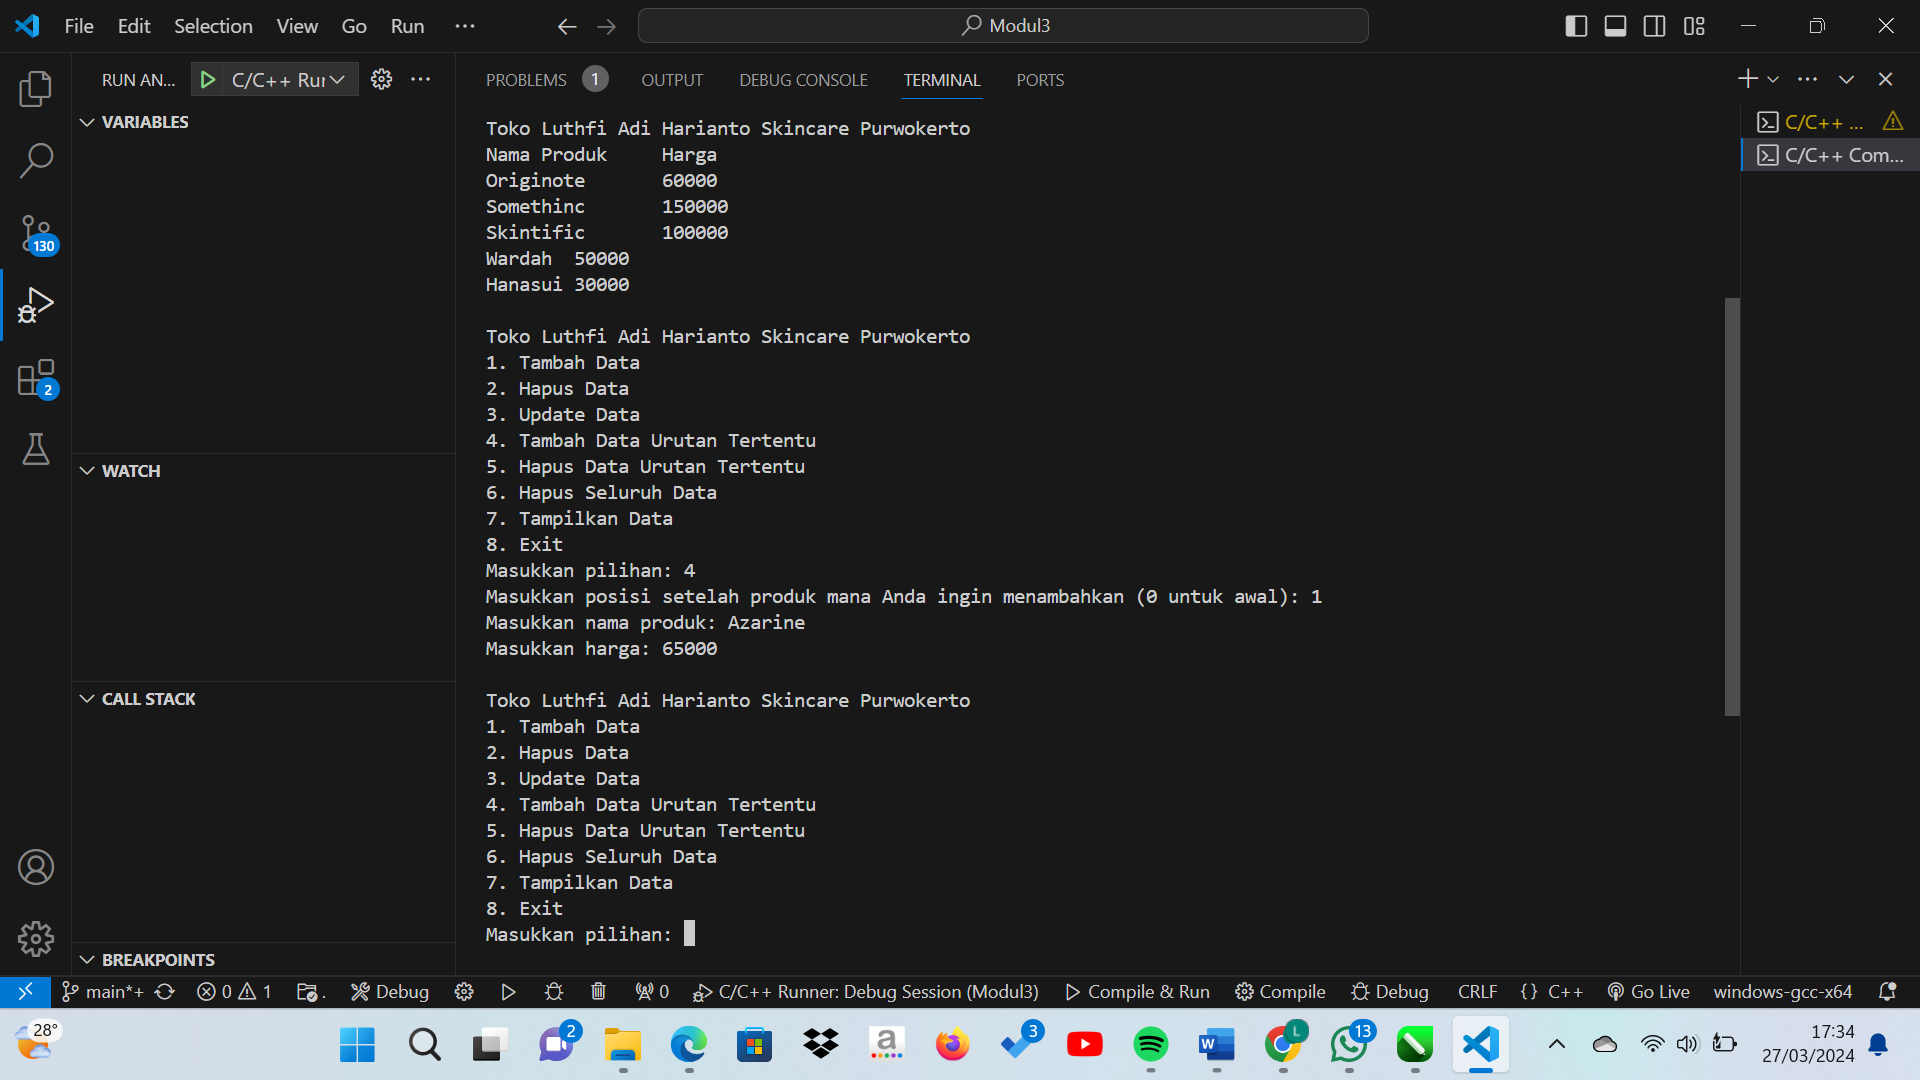 File Edit Selection View Go Run ··· Modul3
RUN AN... C/C++ Rur ···
PROBLEMS 1 OUTPUT DEBUG CONSOLE TERMINAL PORTS
VARIABLES
WATCH
CALL STACK
BREAKPOINTS
130
2
Toko Luthfi Adi Harianto Skincare Purwokerto
Nama Produk Harga
Originote 60000
Somethinc 150000
Skintific 100000
Wardah 50000
Hanasui 30000
Toko Luthfi Adi Harianto Skincare Purwokerto
1. Tambah Data
2. Hapus Data
3. Update Data
4. Tambah Data Urutan Tertentu
5. Hapus Data Urutan Tertentu
6. Hapus Seluruh Data
7. Tampilkan Data
8. Exit
Masukkan pilihan: 4
Masukkan posisi setelah produk mana Anda ingin menambahkan (0 untuk awal): 1
Masukkan nama produk: Azarine
Masukkan harga: 65000
Toko Luthfi Adi Harianto Skincare Purwokerto
1. Tambah Data
2. Hapus Data
3. Update Data
4. Tambah Data Urutan Tertentu
5. Hapus Data Urutan Tertentu
6. Hapus Seluruh Data
7. Tampilkan Data
8. Exit
Masukkan pilihan:
C/C++ ...
C/C++ Com...
main*+ 0 1 . Debug 0 C/C++ Runner: Debug Session (Modul3) Compile & Run Compile Debug CRLF {} C++ Go Live windows-gcc-x64
28° 2 a 3 W L 13 17:34
27/03/2024